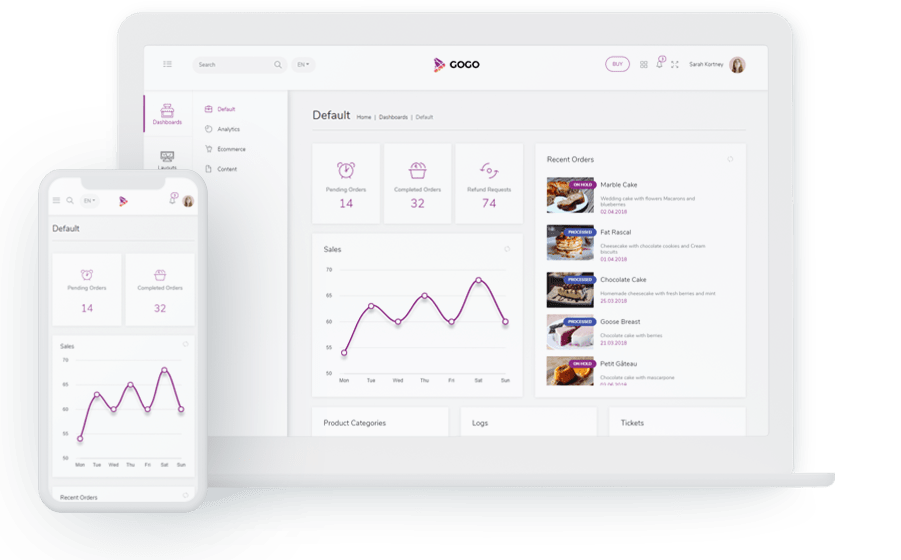 Search
EN
GOGO
BUY
3
Sarah Kortney
Dashboards
Layouts
Default
Analytics
Ecommerce
Content
Default
Home | Dashboards | Default
Pending Orders
14
Completed Orders
32
Refund Requests
74
Sales
70
65
60
55
50
Mon Tue Wed Thu Fri Sat Sun
Recent Orders
ON HOLD
Marble Cake
Wedding cake with flowers Macarons and
blueberries
02.04.2018
PROCESSED
Fat Rascal
Cheesecake with chocolate cookies and Cream
biscuits
01.04.2018
PROCESSED
Chocolate Cake
Homemade cheesecake with fresh berries and mint
25.03.2018
PROCESSED
Goose Breast
Chocolate cake with berries
21.03.2018
ON HOLD
Petit Gâteau
Chocolate cake with mascarpone
Product Categories
Logs
Tickets
EN
3
Default
Pending Orders
14
Completed Orders
32
Sales
70
65
60
55
50
Mon Tue Wed Thu Fri Sat Sun
Recent Orders